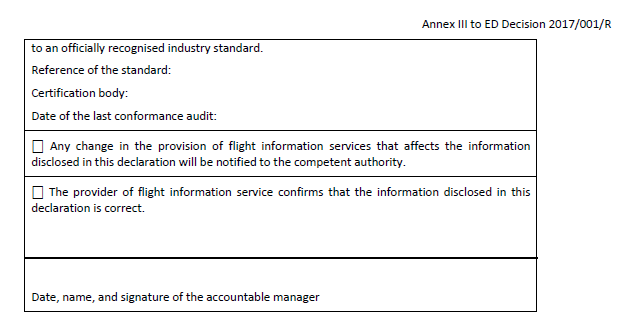 Annex III to ED Decision 2017/001/R
to an officially recognised industry standard.
Reference of the standard:
Certification body:
Date of the last conformance audit:
☐ Any change in the provision of flight information services that affects the information
disclosed in this declaration will be notified to the competent authority.
☐ The provider of flight information service confirms that the information disclosed in this
declaration is correct.
Date, name, and signature of the accountable manager